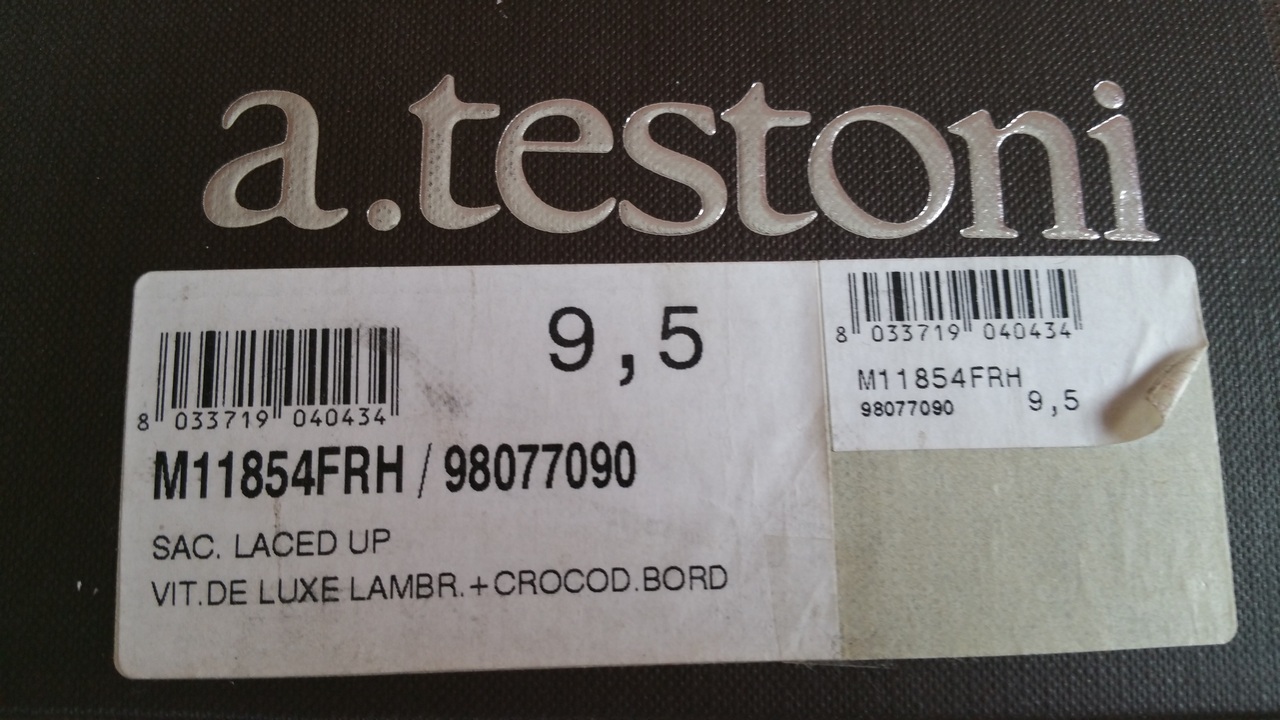 a.testoni
9,5
8 033719 040434
M11854FRH / 98077090
SAC. LACED UP
VIT.DE LUXE LAMBR.+CROCOD.BORD
8 033719 040434
M11854FRH
98077090 9,5